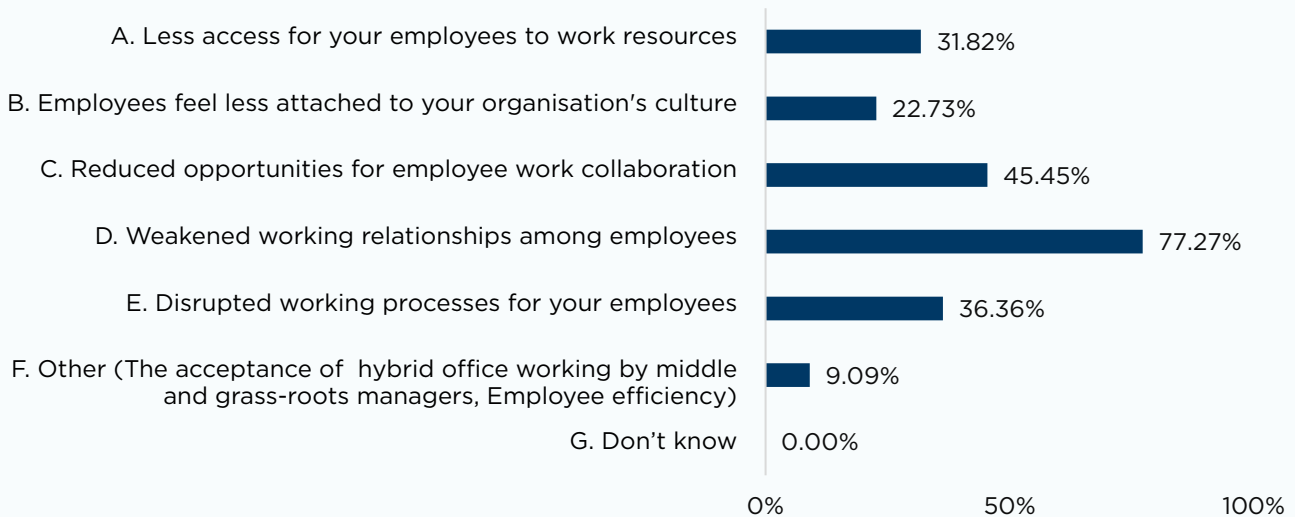 A. Less access for your employees to work resources 31.82%
B. Employees feel less attached to your organisation's culture 22.73%
C. Reduced opportunities for employee work collaboration 45.45%
D. Weakened working relationships among employees 77.27%
E. Disrupted working processes for your employees 36.36%
F. Other (The acceptance of hybrid office working by middle
and grass-roots managers, Employee efficiency) 9.09%
G. Don’t know 0.00%
0% 50% 100%